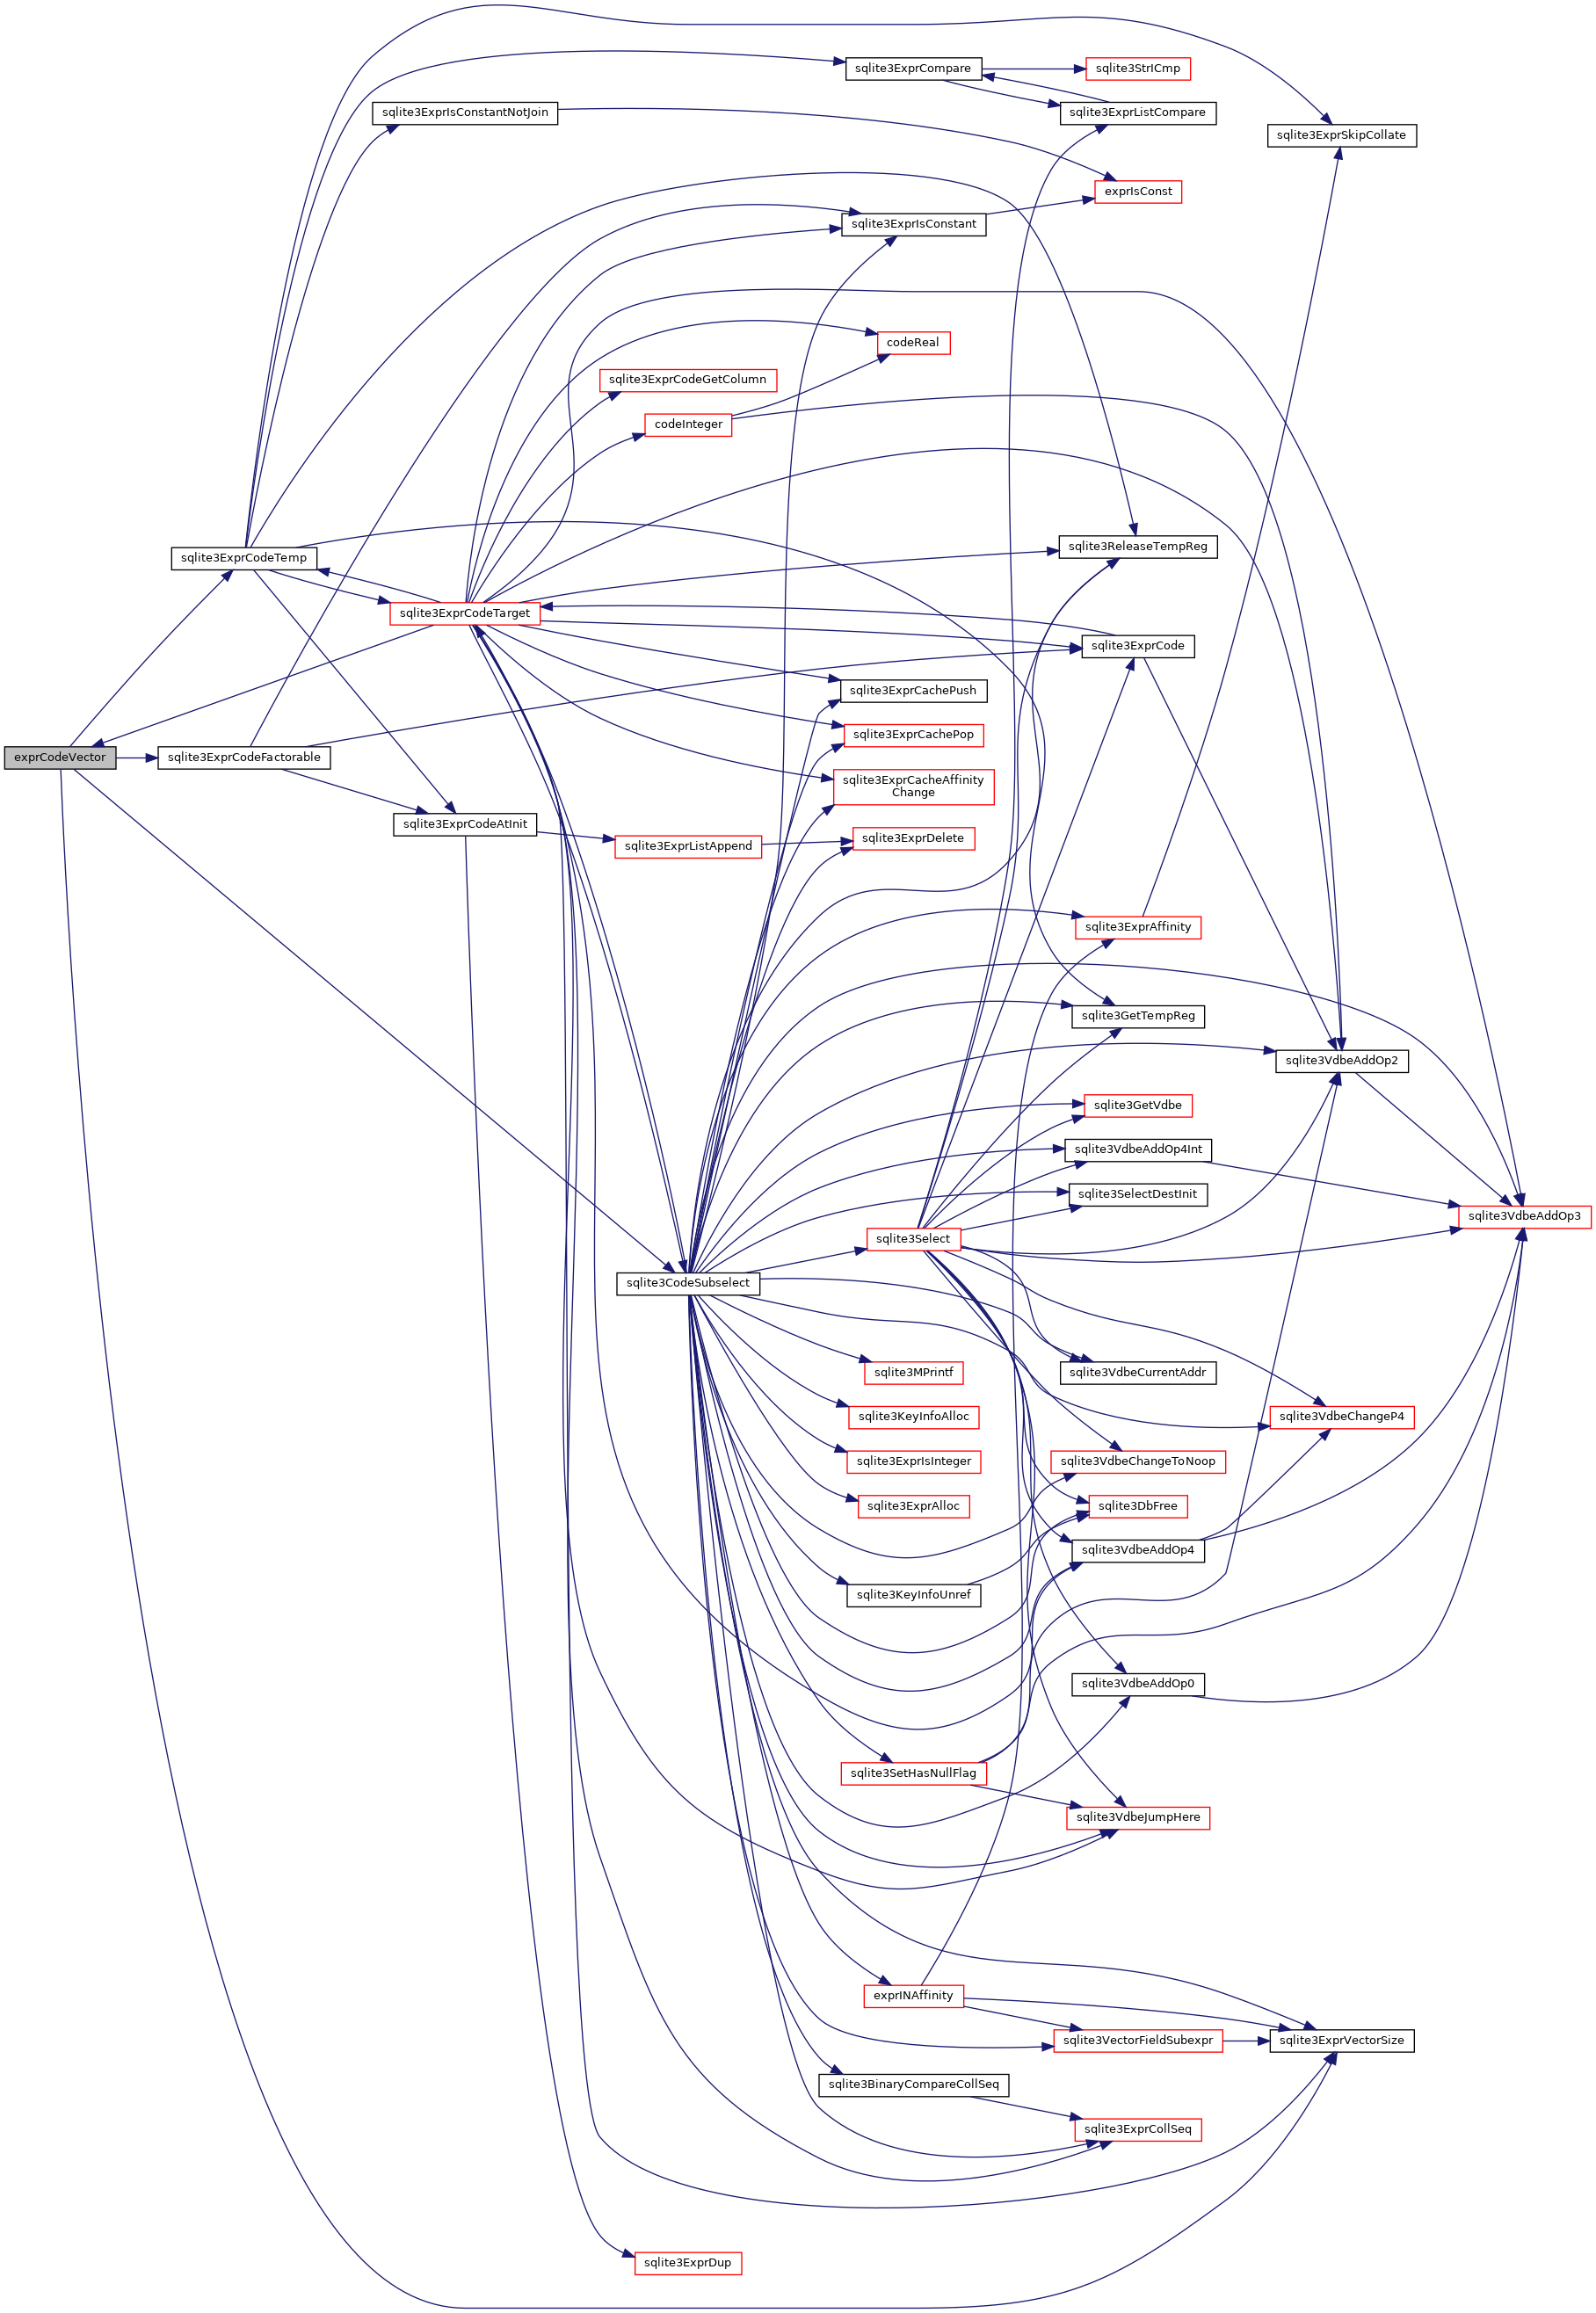 sqlite3ExprCompare
sqlite3StrICmp
sqlite3ExprIsConstantNotJoin
sqlite3ExprListCompare
sqlite3ExprSkipCollate
exprIsConst
sqlite3ExprIsConstant
codeReal
sqlite3ExprCodeGetColumn
codeInteger
sqlite3ExprCodeTemp
sqlite3ReleaseTempReg
sqlite3ExprCodeTarget
sqlite3ExprCode
sqlite3ExprCachePush
sqlite3ExprCachePop
exprCodeVector
sqlite3ExprCodeFactorable
sqlite3ExprCacheAffinity
Change
sqlite3ExprCodeAtInit
sqlite3ExprListAppend
sqlite3ExprDelete
sqlite3ExprAffinity
sqlite3GetTempReg
sqlite3VdbeAddOp2
sqlite3GetVdbe
sqlite3VdbeAddOp4Int
sqlite3SelectDestInit
sqlite3VdbeAddOp3
sqlite3Select
sqlite3CodeSubselect
sqlite3MPrintf
sqlite3VdbeCurrentAddr
sqlite3KeyInfoAlloc
sqlite3VdbeChangeP4
sqlite3ExprIsInteger
sqlite3VdbeChangeToNoop
sqlite3ExprAlloc
sqlite3DbFree
sqlite3VdbeAddOp4
sqlite3KeyInfoUnref
sqlite3VdbeAddOp0
sqlite3SetHasNullFlag
sqlite3VdbeJumpHere
exprINAffinity
sqlite3VectorFieldSubexpr
sqlite3ExprVectorSize
sqlite3BinaryCompareCollSeq
sqlite3ExprCollSeq
sqlite3ExprDup